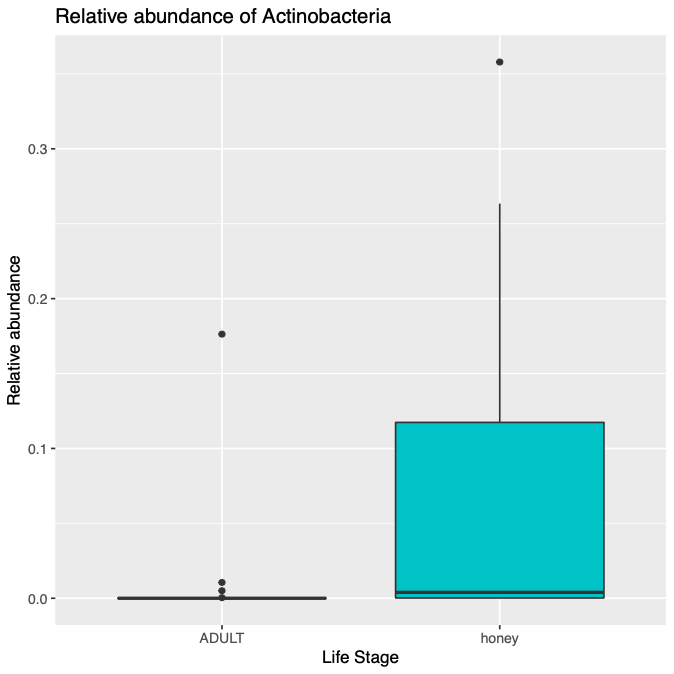 Relative abundance of Actinobacteria
Relative abundance
0.3
0.2
0.1
0.0
ADULT
honey
Life Stage